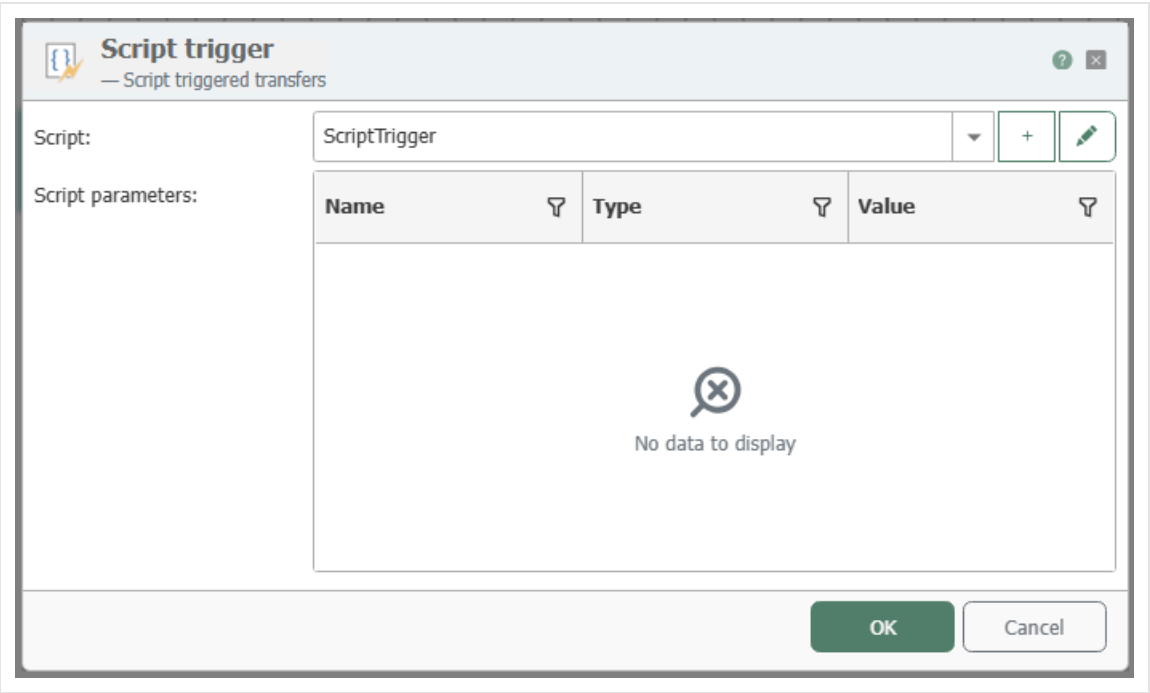 Script trigger
— Script triggered transfers
Script:
ScriptTrigger
Script parameters:
Name
Type
Value
No data to display
OK
Cancel